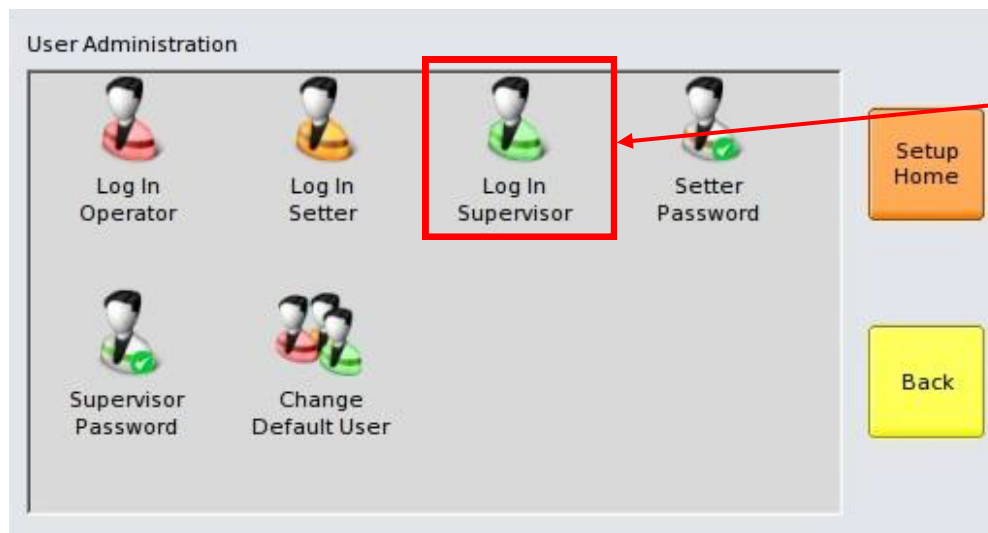 User Administration
Log In
Operator
Log In
Setter
Log In
Supervisor
Setter
Password
Setup
Home
Supervisor
Password
Change
Default User
Back